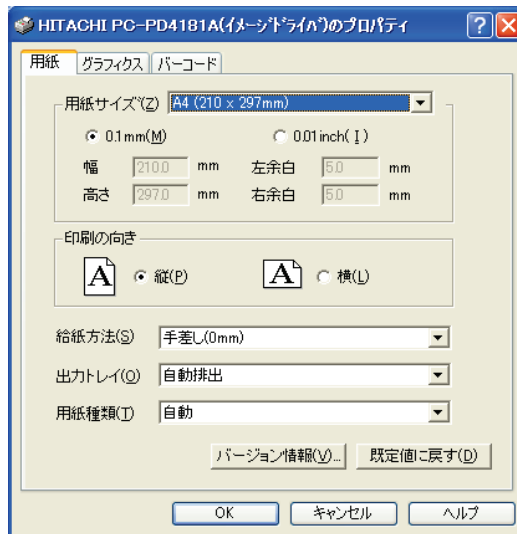 HITACHI PC-PD4181A(イメージドライバ)のプロパティ
用紙 グラフィクス バーコード
用紙サイズ(Z) A4 (210 x 297mm)
0.1mm(M) 0.01inch( I )
幅 210.0 mm 左余白 5.0 mm
高さ 297.0 mm 右余白 5.0 mm
印刷の向き
A 縦(P) A 横(L)
給紙方法(S) 手差し(0mm)
出力トレイ(O) 自動排出
用紙種類(T) 自動
バージョン情報(V)... 既定値に戻す(D)
OK キャンセル ヘルプ